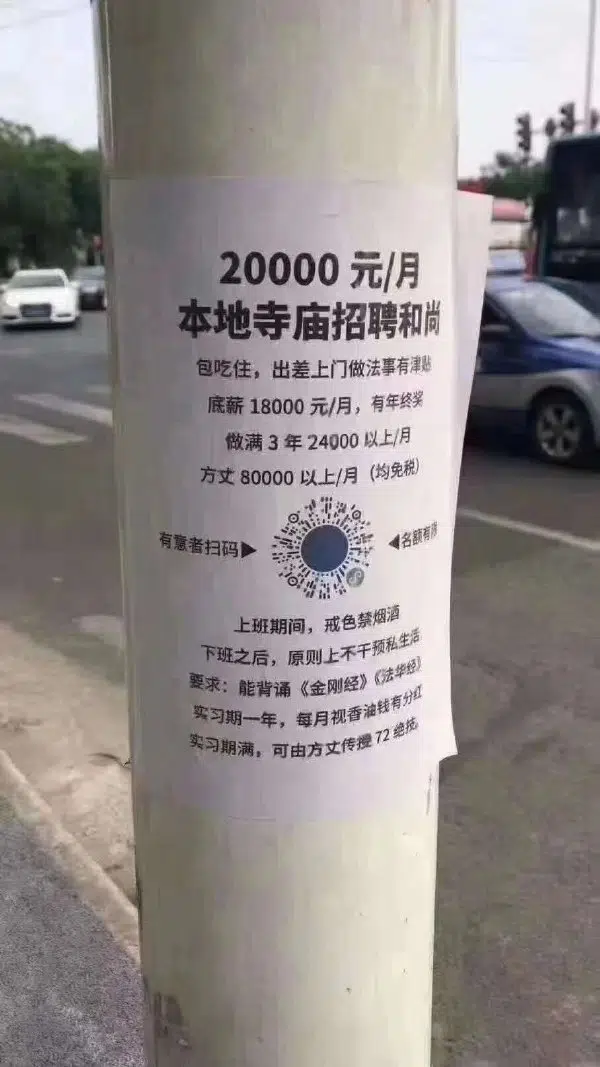 20000 元/月
本地寺庙招聘和尚
包吃住，出差上门做法事有津贴
底薪 18000 元/月，有年终奖
做满 3 年 24000 以上/月
方丈 80000 以上/月（均免税）
有意者扫码▶
◀名额有
上班期间，戒色禁烟酒
下班之后，原则上不干预私生活
要求：能背诵《金刚经》《法华经》
实习期一年，每月视香油钱有分红
实习期满，可由方丈传授 72 绝技。